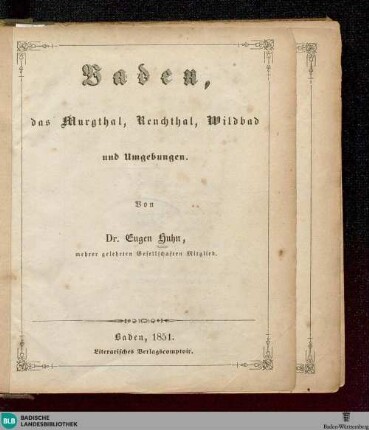 Baden,
das Murgthal, Renchthal, Wildbad
und Umgebungen.
Von
Dr. Eugen Huhn,
mehrer gelehrten Gesellschaften Mitglied.
Baden, 1851.
Literarisches Verlagscomptoir.
BLB
BADISCHE
LANDESBIBLIOTHEK
Baden-Württemberg